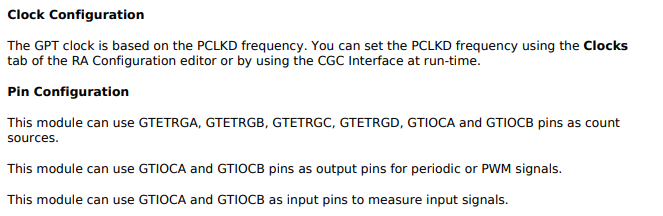 Clock Configuration
The GPT clock is based on the PCLKD frequency. You can set the PCLKD frequency using the Clocks
tab of the RA Configuration editor or by using the CGC Interface at run-time.
Pin Configuration
This module can use GTETRGA, GTETRGB, GTETRGC, GTETRGD, GTIOCA and GTIOCB pins as count
sources.
This module can use GTIOCA and GTIOCB pins as output pins for periodic or PWM signals.
This module can use GTIOCA and GTIOCB as input pins to measure input signals.